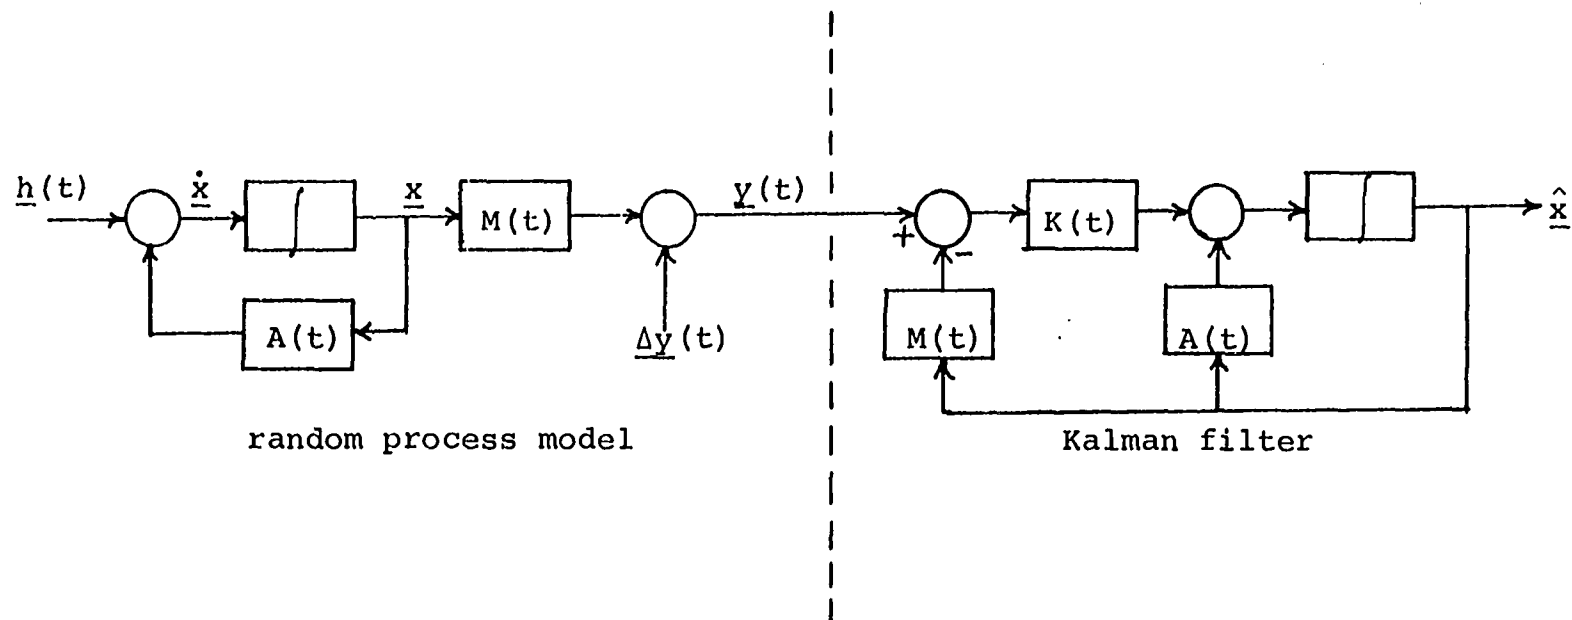 h(t)
ẋ
∫
x
M(t)
y(t)
A(t)
Δy(t)
random process model
+
-
K(t)
∫
x̂
M(t)
A(t)
Kalman filter